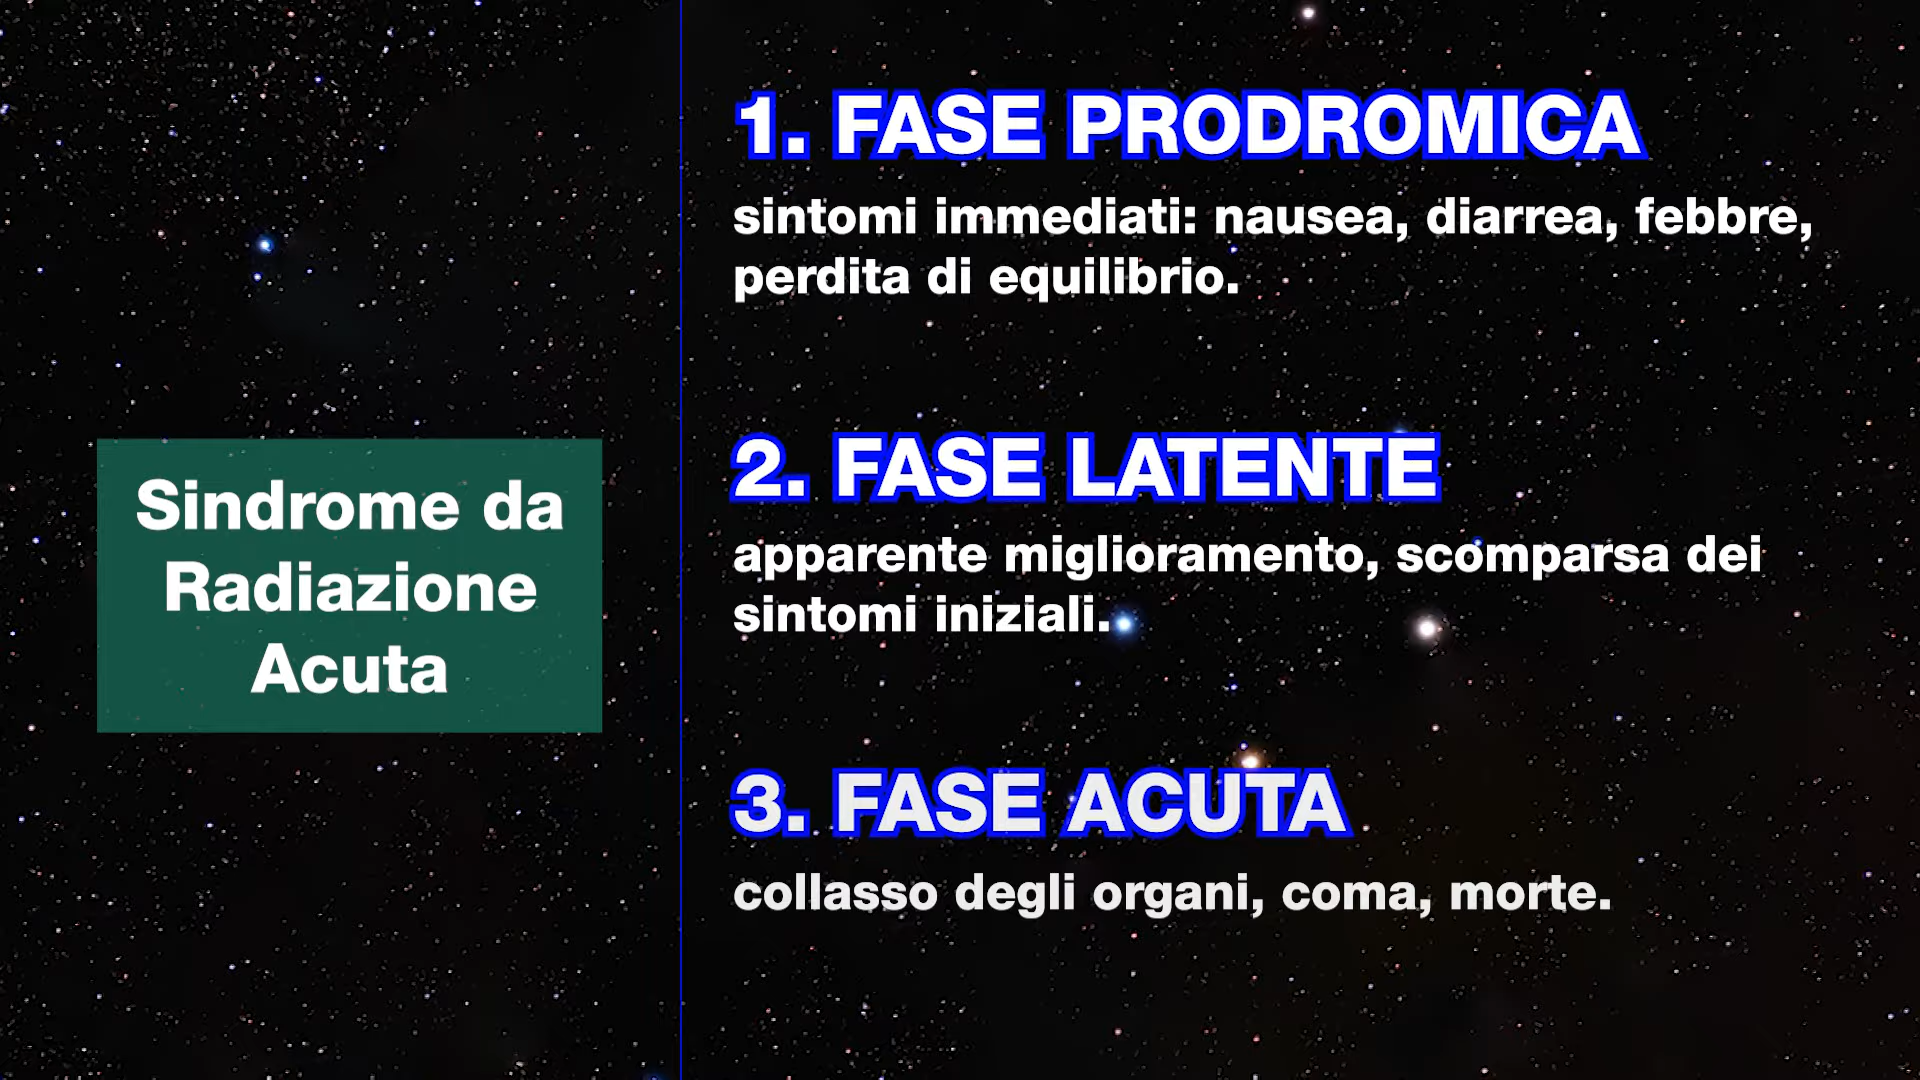 Sindrome da
Radiazione
Acuta
1. FASE PRODROMICA
sintomi immediati: nausea, diarrea, febbre,
perdita di equilibrio.
2. FASE LATENTE
apparente miglioramento, scomparsa dei
sintomi iniziali.
3. FASE ACUTA
collasso degli organi, coma, morte.